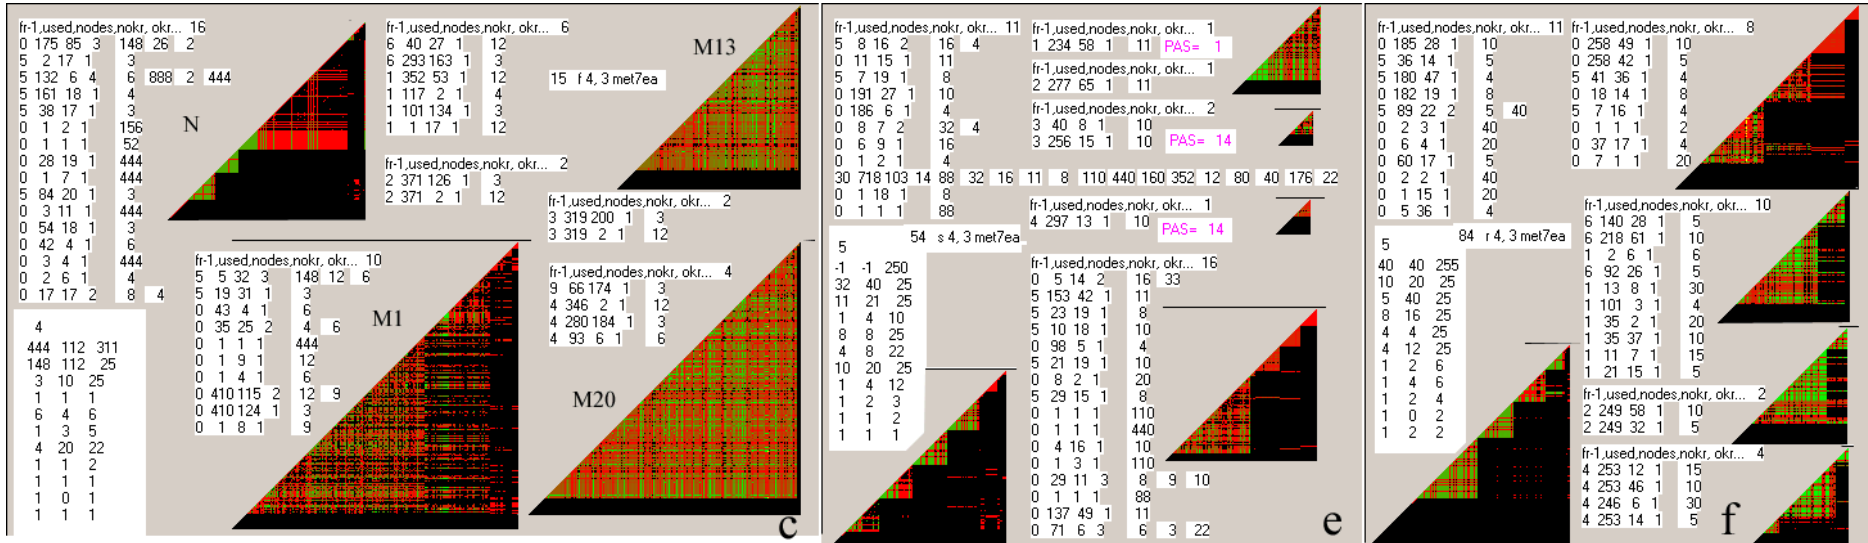 fr-1,used,nodes,nokr, okr... 16
0 175 85 3 148 26 2
5 2 17 1 3
5 132 6 4 6 888 2 444
5 161 18 1 4
5 38 17 1 3
0 1 2 1 156
0 1 1 1 52
0 28 19 1 444
0 1 7 1 444
5 84 20 1 3
0 3 11 1 444
0 54 18 1 3
0 42 4 1 6
0 3 4 1 444
0 2 6 1 4
0 17 17 2 8 4
N
4
444 112 311
148 112 25
3 10 25
1 1 1
6 4 6
1 3 5
4 20 22
1 1 2
1 1 1
1 0 1
1 1 1
fr-1,used,nodes,nokr, okr... 10
5 5 32 3 148 12 6
5 19 31 1 3
0 43 4 1 6
0 35 25 2 4 6
0 1 1 1 444
0 1 9 1 12
0 1 4 1 6
0 410 115 2 12 9
0 410 124 1 3
0 1 8 1 9
M1
fr-1,used,nodes,nokr, okr... 6
6 40 27 1 12
6 293 163 1 3
1 352 53 1 12
1 117 2 1 4
1 101 134 1 3
1 1 17 1 12
15 f 4, 3 met7ea
M13
fr-1,used,nodes,nokr, okr... 2
2 371 126 1 3
2 371 2 1 12
fr-1,used,nodes,nokr, okr... 2
3 319 200 1 3
3 319 2 1 12
fr-1,used,nodes,nokr, okr... 4
9 66 174 1 3
4 346 2 1 12
4 280 184 1 3
4 93 6 1 6
M20
c
fr-1,used,nodes,nokr, okr... 11
5 8 16 2 16 4
0 11 15 1 11
5 7 19 1 8
0 191 27 1 10
0 186 6 1 4
0 8 7 2 32 4
0 6 9 1 16
0 1 2 1 4
30 718 103 14 88 32 16 11 8 110 440 160 352 12 80 40 176 22
0 1 18 1 8
0 1 1 1 88
54 s 4, 3 met7ea
5
-1 -1 250
32 40 25
11 21 25
1 4 10
8 8 25
4 8 22
10 20 25
1 4 12
1 2 3
1 1 2
1 1 1
fr-1,used,nodes,nokr, okr... 1
1 234 58 1 11 PAS= 1
fr-1,used,nodes,nokr, okr... 1
2 277 65 1 11
fr-1,used,nodes,nokr, okr... 2
3 40 8 1 10
3 256 15 1 10 PAS= 14
fr-1,used,nodes,nokr, okr... 1
4 297 13 1 10 PAS= 14
fr-1,used,nodes,nokr, okr... 16
0 5 14 2 16 33
5 153 42 1 11
5 23 19 1 8
5 10 18 1 10
0 98 5 1 4
5 21 19 1 10
0 8 2 1 20
5 29 15 1 8
0 1 1 1 110
0 1 1 1 440
0 4 16 1 10
0 1 3 1 110
0 29 11 3 8 9 10
0 1 1 1 88
0 137 49 1 11
0 71 6 3 6 3 22
e
fr-1,used,nodes,nokr, okr... 11
0 185 28 1 10
5 36 14 1 5
5 180 47 1 4
0 182 19 1 8
5 89 22 2 5 40
0 2 3 1 40
0 6 4 1 20
0 60 17 1 5
0 2 2 1 40
0 1 15 1 20
0 5 36 1 4
84 r 4, 3 met7ea
5
40 40 255
10 20 25
5 40 25
8 16 25
4 4 25
4 12 25
1 2 6
1 4 6
1 2 4
1 0 2
1 2 2
fr-1,used,nodes,nokr, okr... 8
0 258 49 1 10
0 258 42 1 5
5 41 36 1 4
0 18 14 1 8
5 7 16 1 4
0 1 1 1 2
0 37 17 1 4
0 7 1 1 20
fr-1,used,nodes,nokr, okr... 10
6 140 28 1 5
6 218 61 1 10
1 2 6 1 6
6 92 26 1 5
1 13 8 1 30
1 101 3 1 4
1 35 2 1 20
1 35 37 1 10
1 11 7 1 15
1 21 15 1 5
fr-1,used,nodes,nokr, okr... 2
2 249 58 1 10
2 249 32 1 5
fr-1,used,nodes,nokr, okr... 4
4 253 12 1 15
4 253 46 1 10
4 246 6 1 30
4 253 14 1 5
f